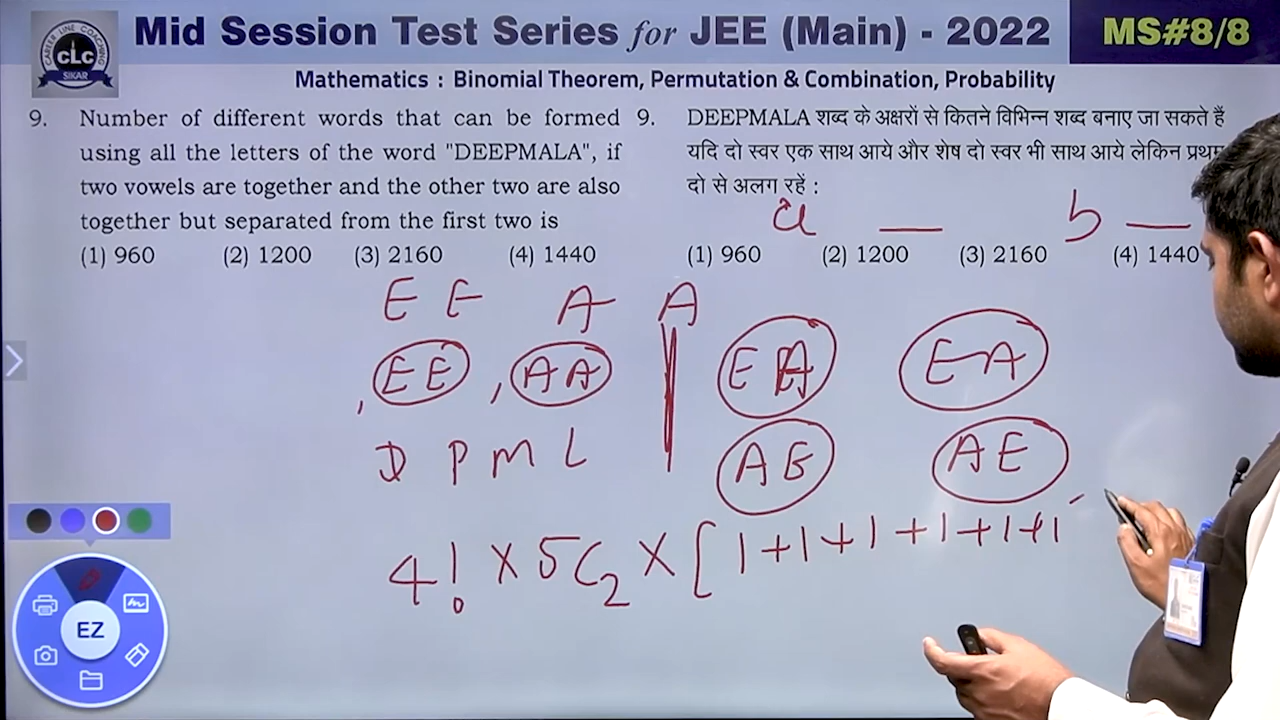 CAREER LINE COACHING
CLC
SIKAR
Mid Session Test Series for JEE (Main) - 2022
MS#8/8
Mathematics : Binomial Theorem, Permutation & Combination, Probability
9. Number of different words that can be formed
using all the letters of the word "DEEPMALA", if
two vowels are together and the other two are also
together but separated from the first two is
(1) 960 (2) 1200 (3) 2160 (4) 1440
9. DEEPMALA शब्द के अक्षरों से कितने विभिन्न शब्द बनाए जा सकते हैं
यदि दो स्वर एक साथ आये और शेष दो स्वर भी साथ आये लेकिन प्रथम
दो से अलग रहें :
a __ b __
(1) 960 (2) 1200 (3) 2160 (4) 1440
E E A A
, EE , AA
EA EA
D P M L
AE AE
4! × 5C2 × [1+1+1+1+1+1
EZ